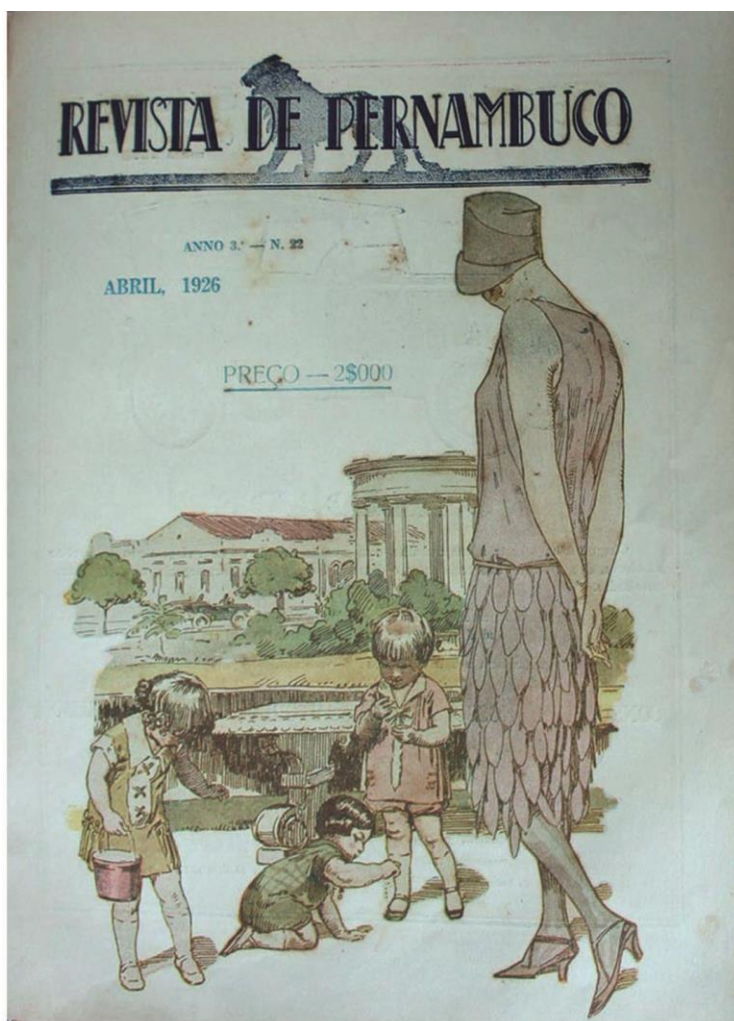 REVISTA DE PERNAMBUCO
ANNO 3.º — N. 22
ABRIL, 1926
PREÇO — 2$000